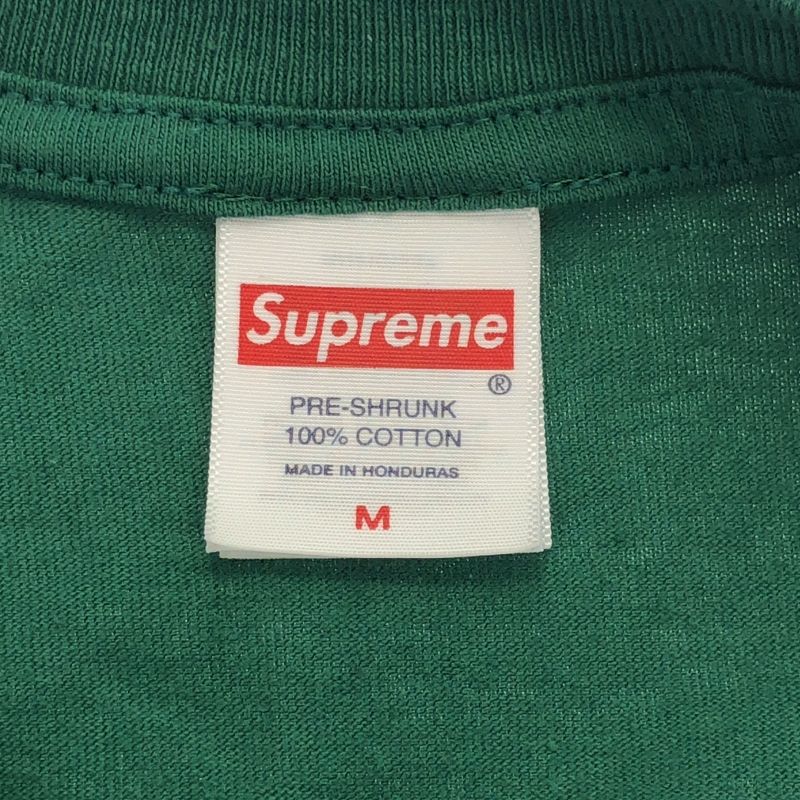 Supreme
®
PRE-SHRUNK
100% COTTON
MADE IN HONDURAS
M